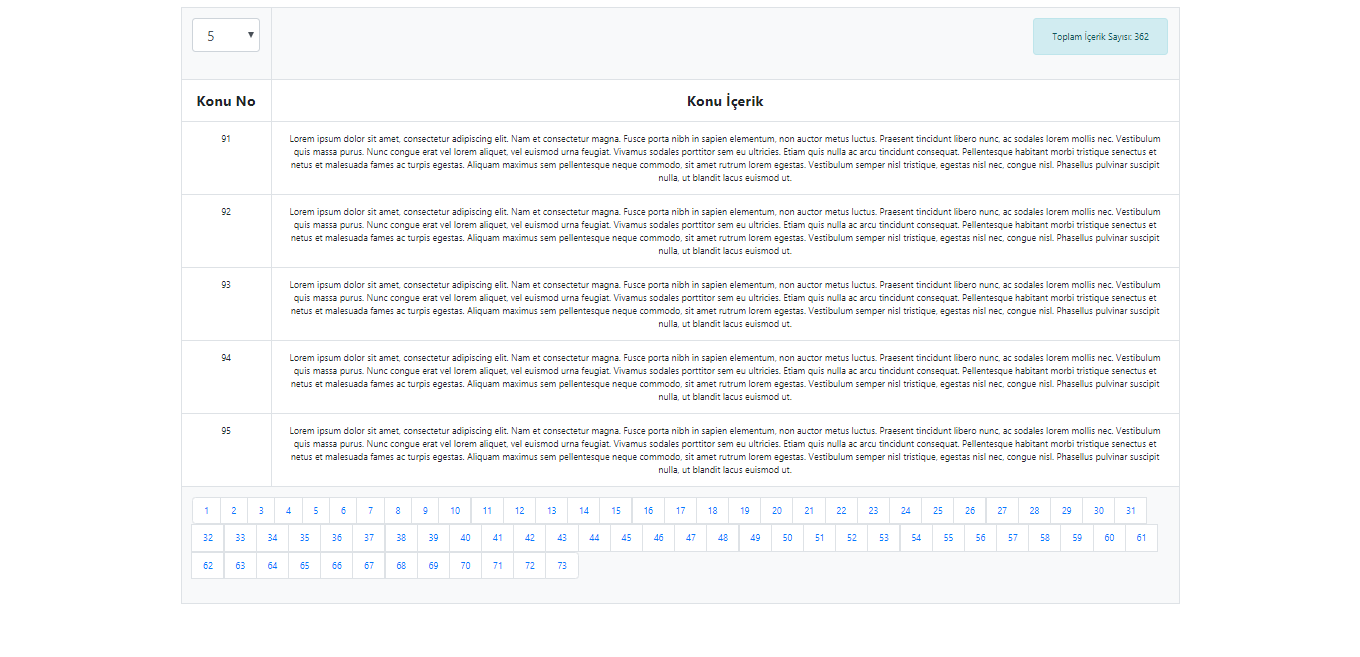 5
Toplam İçerik Sayısı: 362
Konu No Konu İçerik
91
Lorem ipsum dolor sit amet, consectetur adipiscing elit. Nam et consectetur magna. Fusce porta nibh in sapien elementum, non auctor metus luctus. Praesent tincidunt libero nunc, ac sodales lorem mollis nec. Vestibulum
quis massa purus. Nunc congue erat vel lorem aliquet, vel euismod urna feugiat. Vivamus sodales porttitor sem eu ultricies. Etiam quis nulla ac arcu tincidunt consequat. Pellentesque habitant morbi tristique senectus et
netus et malesuada fames ac turpis egestas. Aliquam maximus sem pellentesque neque commodo, sit amet rutrum lorem egestas. Vestibulum semper nisl tristique, egestas nisl nec, congue nisl. Phasellus pulvinar suscipit
nulla, ut blandit lacus euismod ut.
92
Lorem ipsum dolor sit amet, consectetur adipiscing elit. Nam et consectetur magna. Fusce porta nibh in sapien elementum, non auctor metus luctus. Praesent tincidunt libero nunc, ac sodales lorem mollis nec. Vestibulum
quis massa purus. Nunc congue erat vel lorem aliquet, vel euismod urna feugiat. Vivamus sodales porttitor sem eu ultricies. Etiam quis nulla ac arcu tincidunt consequat. Pellentesque habitant morbi tristique senectus et
netus et malesuada fames ac turpis egestas. Aliquam maximus sem pellentesque neque commodo, sit amet rutrum lorem egestas. Vestibulum semper nisl tristique, egestas nisl nec, congue nisl. Phasellus pulvinar suscipit
nulla, ut blandit lacus euismod ut.
93
Lorem ipsum dolor sit amet, consectetur adipiscing elit. Nam et consectetur magna. Fusce porta nibh in sapien elementum, non auctor metus luctus. Praesent tincidunt libero nunc, ac sodales lorem mollis nec. Vestibulum
quis massa purus. Nunc congue erat vel lorem aliquet, vel euismod urna feugiat. Vivamus sodales porttitor sem eu ultricies. Etiam quis nulla ac arcu tincidunt consequat. Pellentesque habitant morbi tristique senectus et
netus et malesuada fames ac turpis egestas. Aliquam maximus sem pellentesque neque commodo, sit amet rutrum lorem egestas. Vestibulum semper nisl tristique, egestas nisl nec, congue nisl. Phasellus pulvinar suscipit
nulla, ut blandit lacus euismod ut.
94
Lorem ipsum dolor sit amet, consectetur adipiscing elit. Nam et consectetur magna. Fusce porta nibh in sapien elementum, non auctor metus luctus. Praesent tincidunt libero nunc, ac sodales lorem mollis nec. Vestibulum
quis massa purus. Nunc congue erat vel lorem aliquet, vel euismod urna feugiat. Vivamus sodales porttitor sem eu ultricies. Etiam quis nulla ac arcu tincidunt consequat. Pellentesque habitant morbi tristique senectus et
netus et malesuada fames ac turpis egestas. Aliquam maximus sem pellentesque neque commodo, sit amet rutrum lorem egestas. Vestibulum semper nisl tristique, egestas nisl nec, congue nisl. Phasellus pulvinar suscipit
nulla, ut blandit lacus euismod ut.
95
Lorem ipsum dolor sit amet, consectetur adipiscing elit. Nam et consectetur magna. Fusce porta nibh in sapien elementum, non auctor metus luctus. Praesent tincidunt libero nunc, ac sodales lorem mollis nec. Vestibulum
quis massa purus. Nunc congue erat vel lorem aliquet, vel euismod urna feugiat. Vivamus sodales porttitor sem eu ultricies. Etiam quis nulla ac arcu tincidunt consequat. Pellentesque habitant morbi tristique senectus et
netus et malesuada fames ac turpis egestas. Aliquam maximus sem pellentesque neque commodo, sit amet rutrum lorem egestas. Vestibulum semper nisl tristique, egestas nisl nec, congue nisl. Phasellus pulvinar suscipit
nulla, ut blandit lacus euismod ut.
1 2 3 4 5 6 7 8 9 10 11 12 13 14 15 16 17 18 19 20 21 22 23 24 25 26 27 28 29 30 31
32 33 34 35 36 37 38 39 40 41 42 43 44 45 46 47 48 49 50 51 52 53 54 55 56 57 58 59 60 61
62 63 64 65 66 67 68 69 70 71 72 73